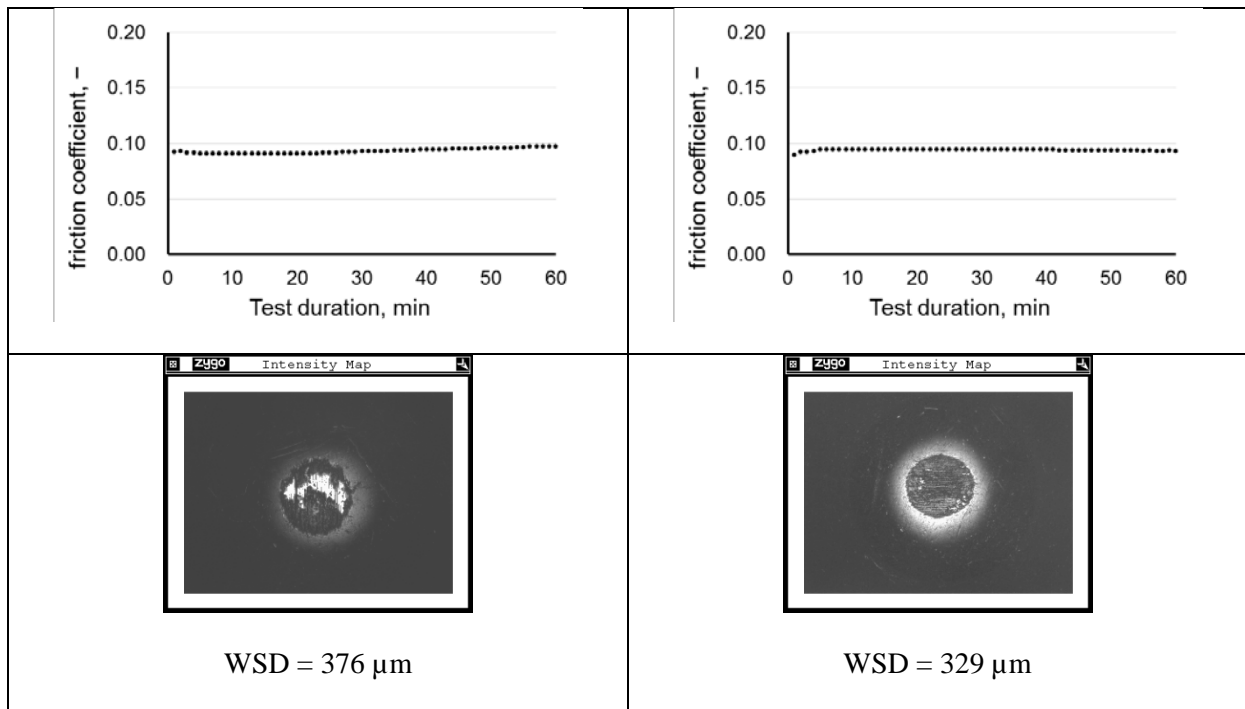 0.20
0.15
0.10
0.05
0.00
friction coefficient, –
0 10 20 30 40 50 60
Test duration, min
0.20
0.15
0.10
0.05
0.00
friction coefficient, –
0 10 20 30 40 50 60
Test duration, min
zygo Intensity Map
zygo Intensity Map
WSD = 376 µm
WSD = 329 µm